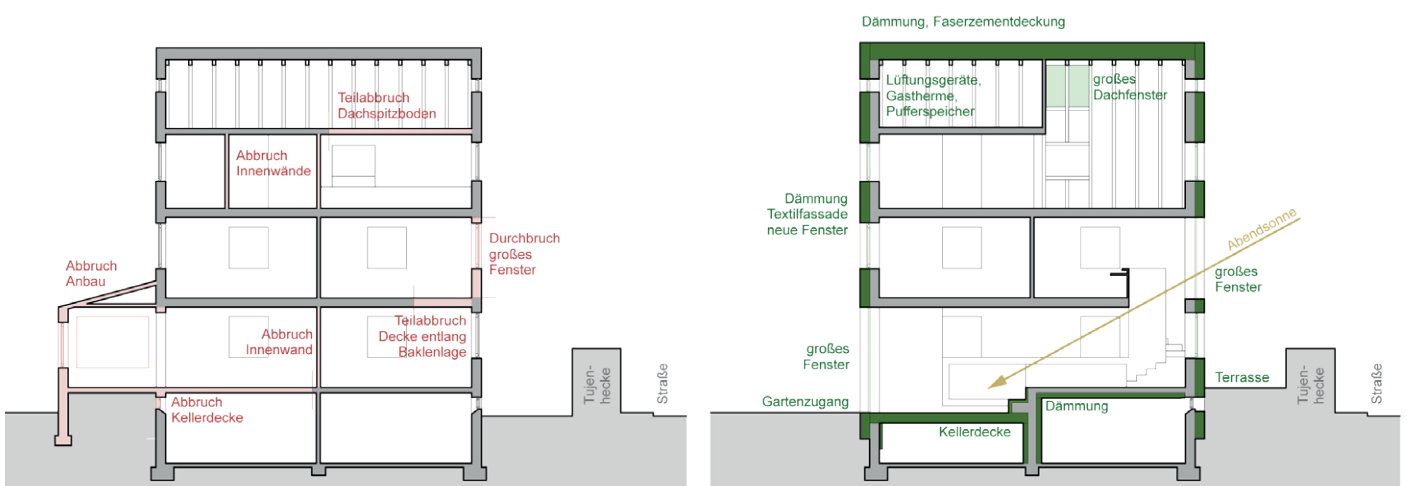 Teilabbruch
Dachspitzboden
Abbruch
Innenwände
Durchbruch
großes
Fenster
Abbruch
Anbau
Abbruch
Innenwand
Teilabbruch
Decke entlang
Baklenlage
Abbruch
Kellerdecke
Tujen-
hecke
Straße
Dämmung, Faserzementdeckung
Lüftungsgeräte,
Gastherme,
Pufferspeicher
großes
Dachfenster
Dämmung
Textilfassade
neue Fenster
Abendsonne
großes
Fenster
großes
Fenster
Terrasse
Gartenzugang
Dämmung
Kellerdecke
Tujen-
hecke
Straße